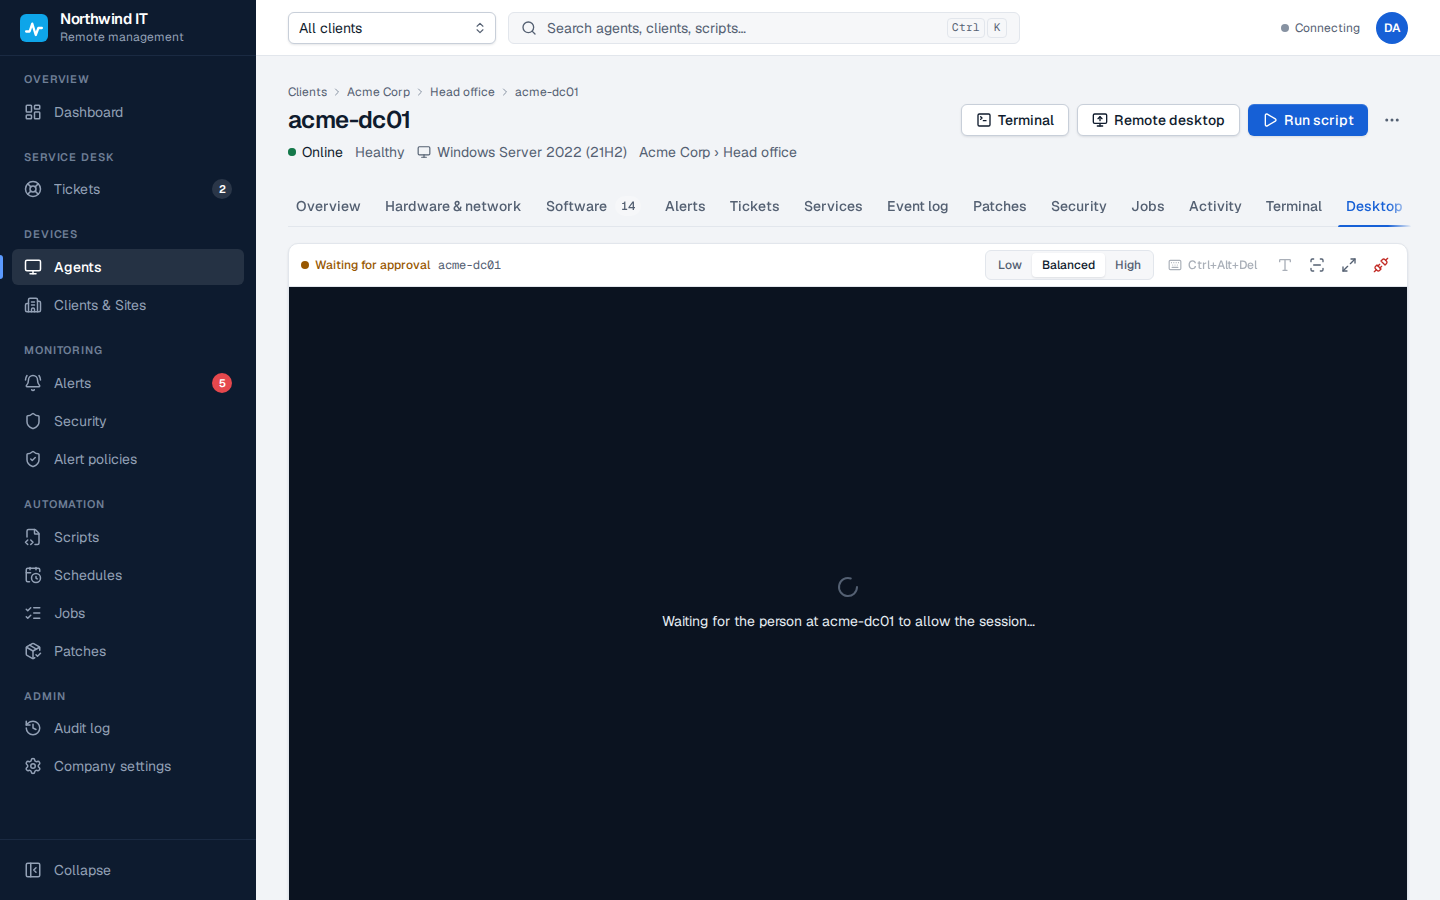 Northwind IT
Remote management
All clients
Search agents, clients, scripts...
Ctrl K
Connecting
DA
OVERVIEW
Dashboard
SERVICE DESK
Tickets 2
DEVICES
Agents
Clients & Sites
MONITORING
Alerts 5
Security
Alert policies
AUTOMATION
Scripts
Schedules
Jobs
Patches
ADMIN
Audit log
Company settings
Collapse
Clients › Acme Corp › Head office › acme-dc01
acme-dc01
Terminal
Remote desktop
Run script
Online Healthy Windows Server 2022 (21H2) Acme Corp › Head office
Overview Hardware & network Software 14 Alerts Tickets Services Event log Patches Security Jobs Activity Terminal Desktop
Waiting for approval acme-dc01
Low Balanced High Ctrl+Alt+Del
Waiting for the person at acme-dc01 to allow the session...